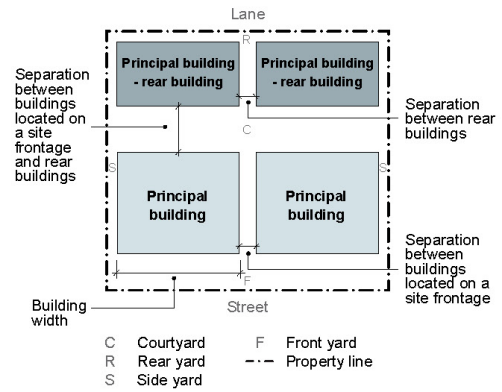 Lane
R
Principal building
- rear building
Principal building
- rear building
Separation
between
buildings
located on
a site
frontage
and rear
buildings
Separation
between rear
buildings
C
S
S
Principal
building
Principal
building
Separation
between
buildings
located on a
site frontage
F
Building
width
Street
C Courtyard
F Front yard
R Rear yard
Property line
S Side yard